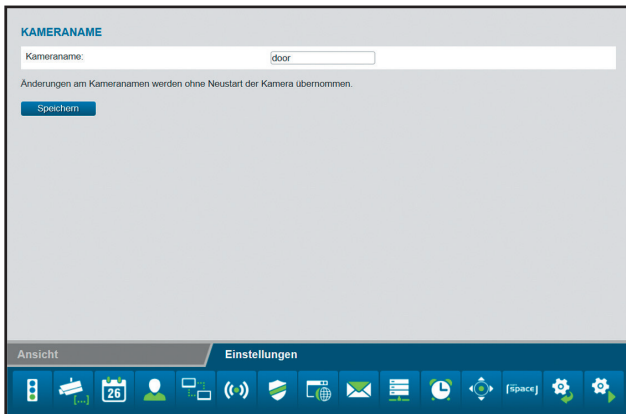 KAMERANAME
Kameraname: door
Änderungen am Kameranamen werden ohne Neustart der Kamera übernommen.
Speichern
Ansicht Einstellungen
[...] 26 [space]